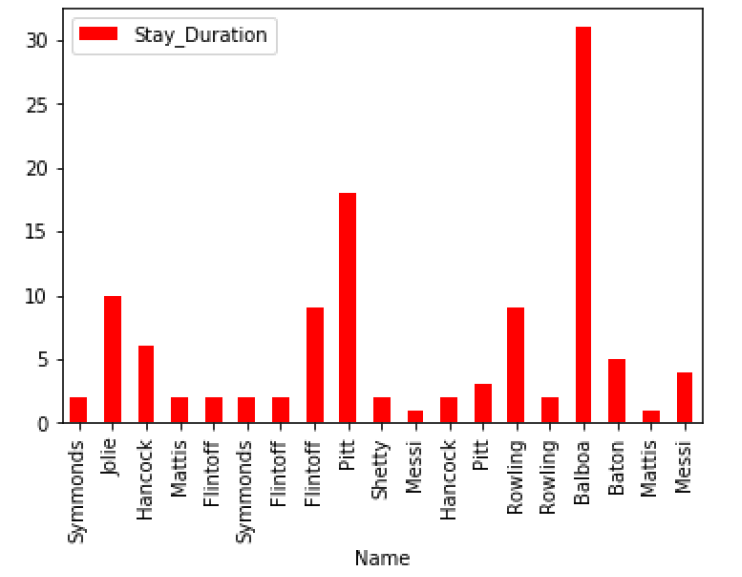 Stay_Duration
30
25
20
15
10
5
0
Symmonds
Jolie
Hancock
Mattis
Flintoff
Symmonds
Flintoff
Flintoff
Pitt
Shetty
Messi
Hancock
Pitt
Rowling
Rowling
Balboa
Baton
Mattis
Messi
Name